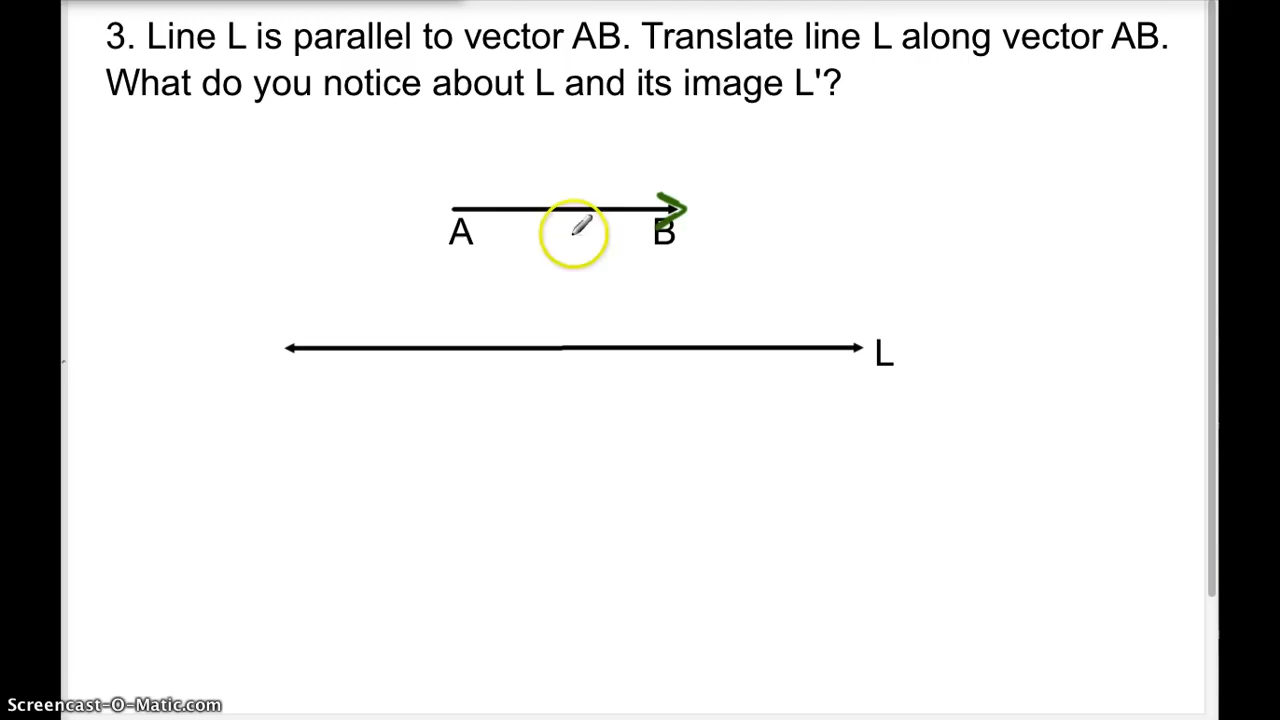 3. Line L is parallel to vector AB. Translate line L along vector AB.
What do you notice about L and its image L'?
A
B
L
Screencast-O-Matic.com